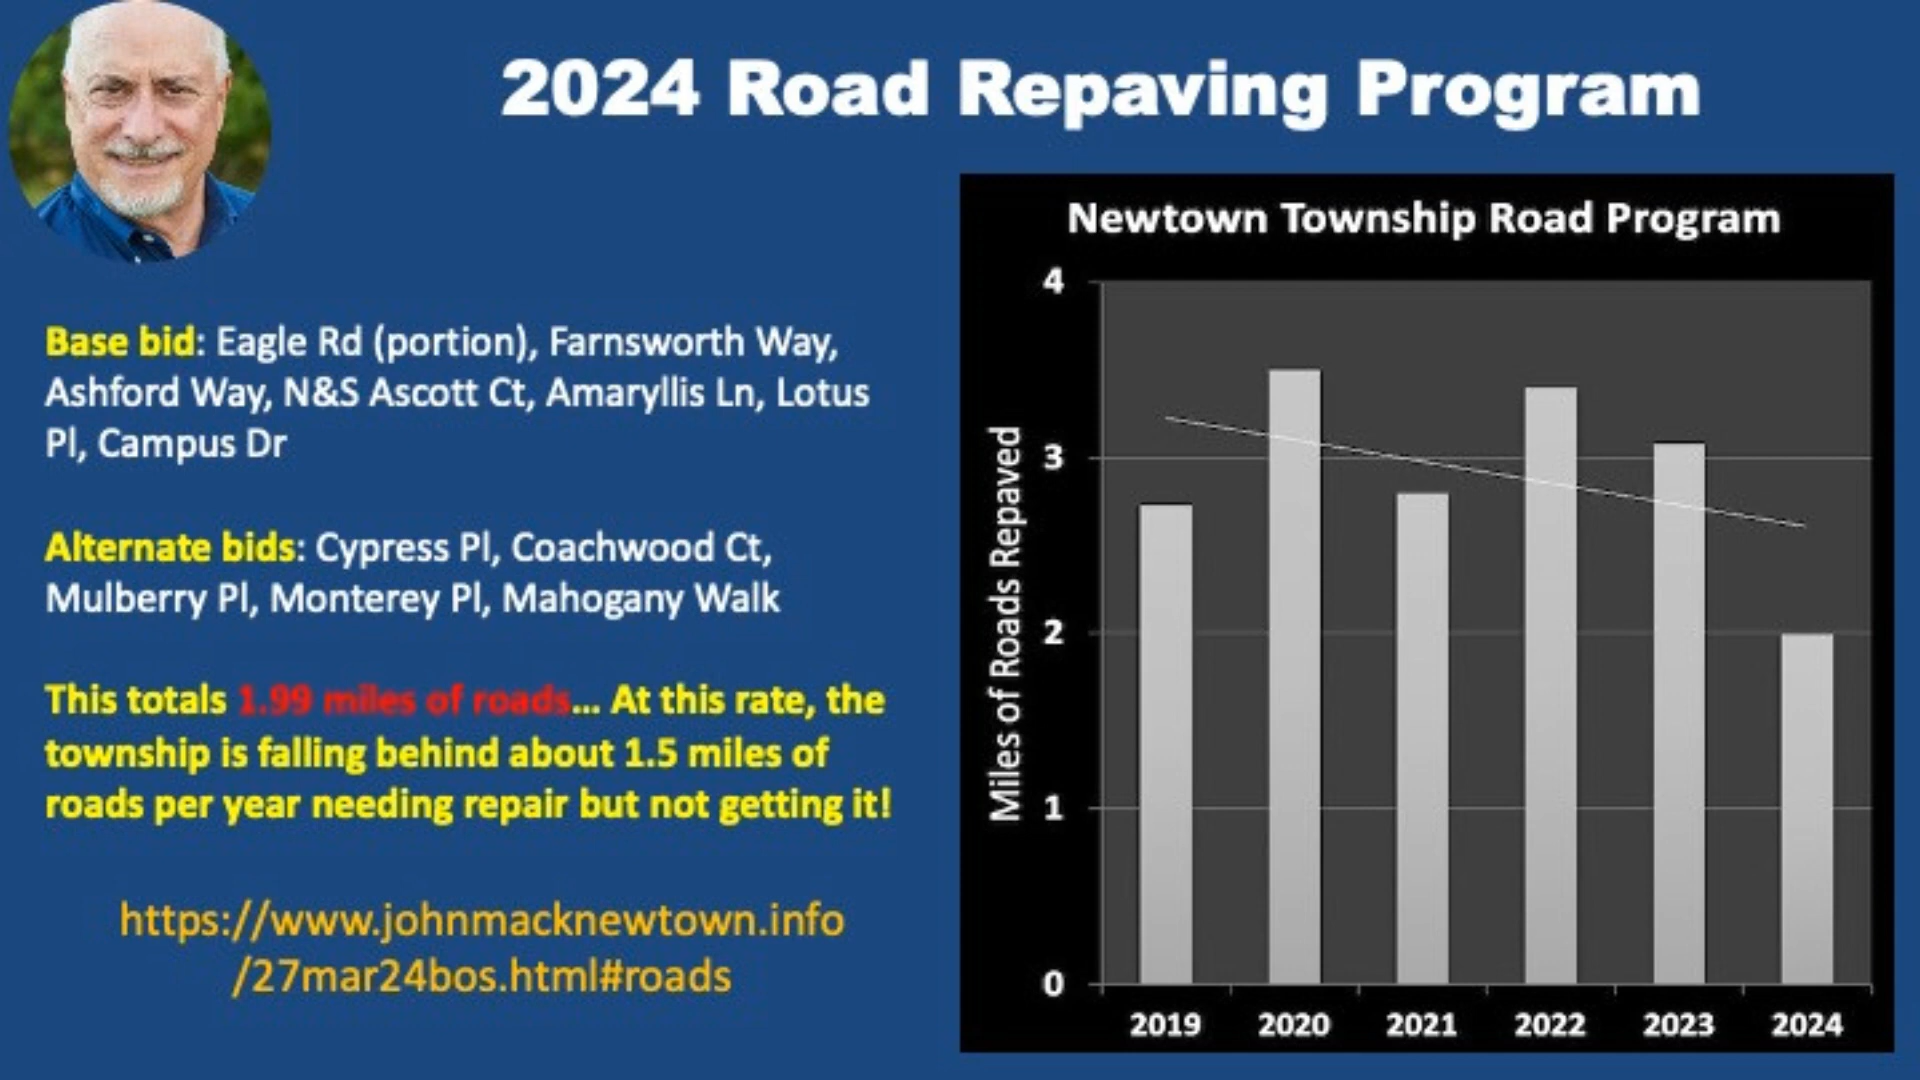 2024 Road Repaving Program
Base bid: Eagle Rd (portion), Farnsworth Way,
Ashford Way, N&S Ascott Ct, Amaryllis Ln, Lotus
Pl, Campus Dr
Alternate bids: Cypress Pl, Coachwood Ct,
Mulberry Pl, Monterey Pl, Mahogany Walk
This totals 1.99 miles of roads... At this rate, the
township is falling behind about 1.5 miles of
roads per year needing repair but not getting it!
https://www.johnmacknewtown.info
/27mar24bos.html#roads
Newtown Township Road Program
Miles of Roads Repaved
4
3
2
1
0
2019 2020 2021 2022 2023 2024